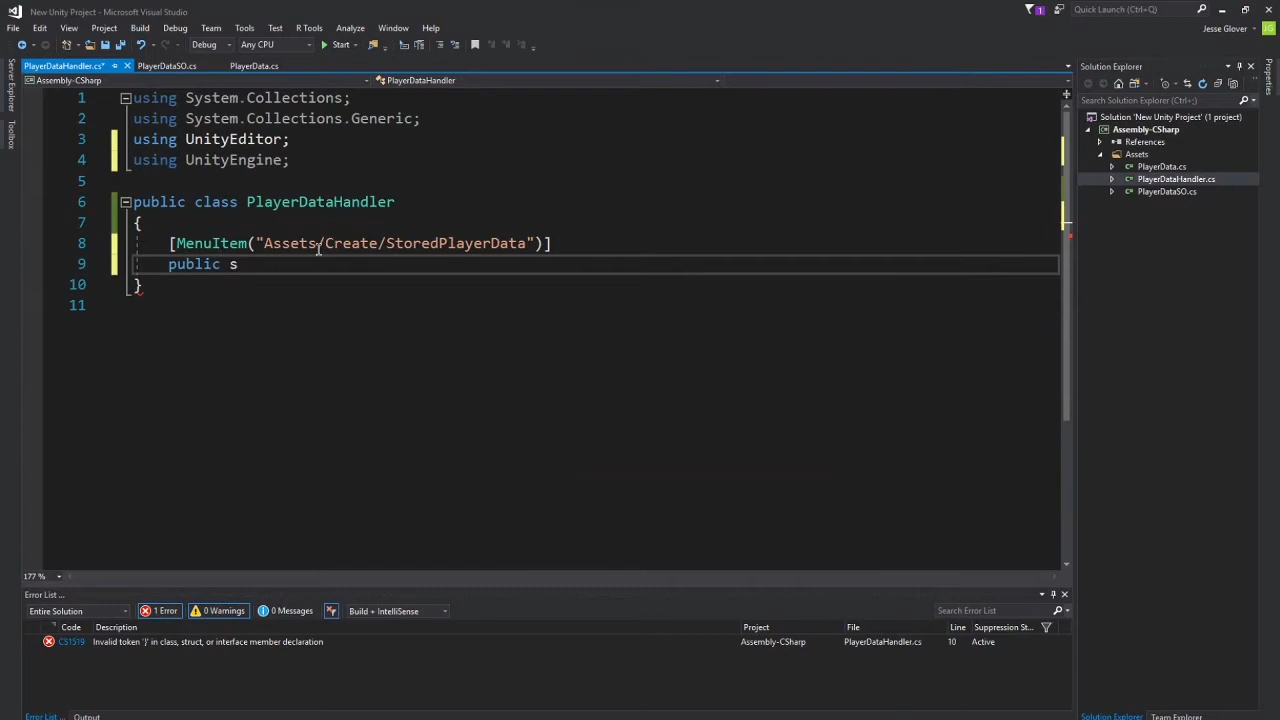 New Unity Project - Microsoft Visual Studio
1
Quick Launch (Ctrl+Q)
File Edit View Project Build Debug Team Tools Test R Tools Analyze Window Help
Jesse Glover
JG
Debug Any CPU Start
PlayerDataHandler.cs* PlayerDataSO.cs PlayerData.cs
Assembly-CSharp PlayerDataHandler
Server Explorer
Toolbox
1 using System.Collections;
2 using System.Collections.Generic;
3 using UnityEditor;
4 using UnityEngine;
5
6 public class PlayerDataHandler
7 {
8 [MenuItem("Assets/Create/StoredPlayerData")]
9 public s
10 }
11
177 %
Solution Explorer
Search Solution Explorer (Ctrl+;)
Solution 'New Unity Project' (1 project)
Assembly-CSharp
References
Assets
PlayerData.cs
PlayerDataHandler.cs
PlayerDataSO.cs
Properties
Error List ...
Entire Solution 1 Error 0 Warnings 0 Messages Build + IntelliSense Search Error List
Code Description Project File Line Suppression St...
CS1519 Invalid token '}' in class, struct, or interface member declaration Assembly-CSharp PlayerDataHandler.cs 10 Active
Error List ... Output
Solution Explorer Team Explorer